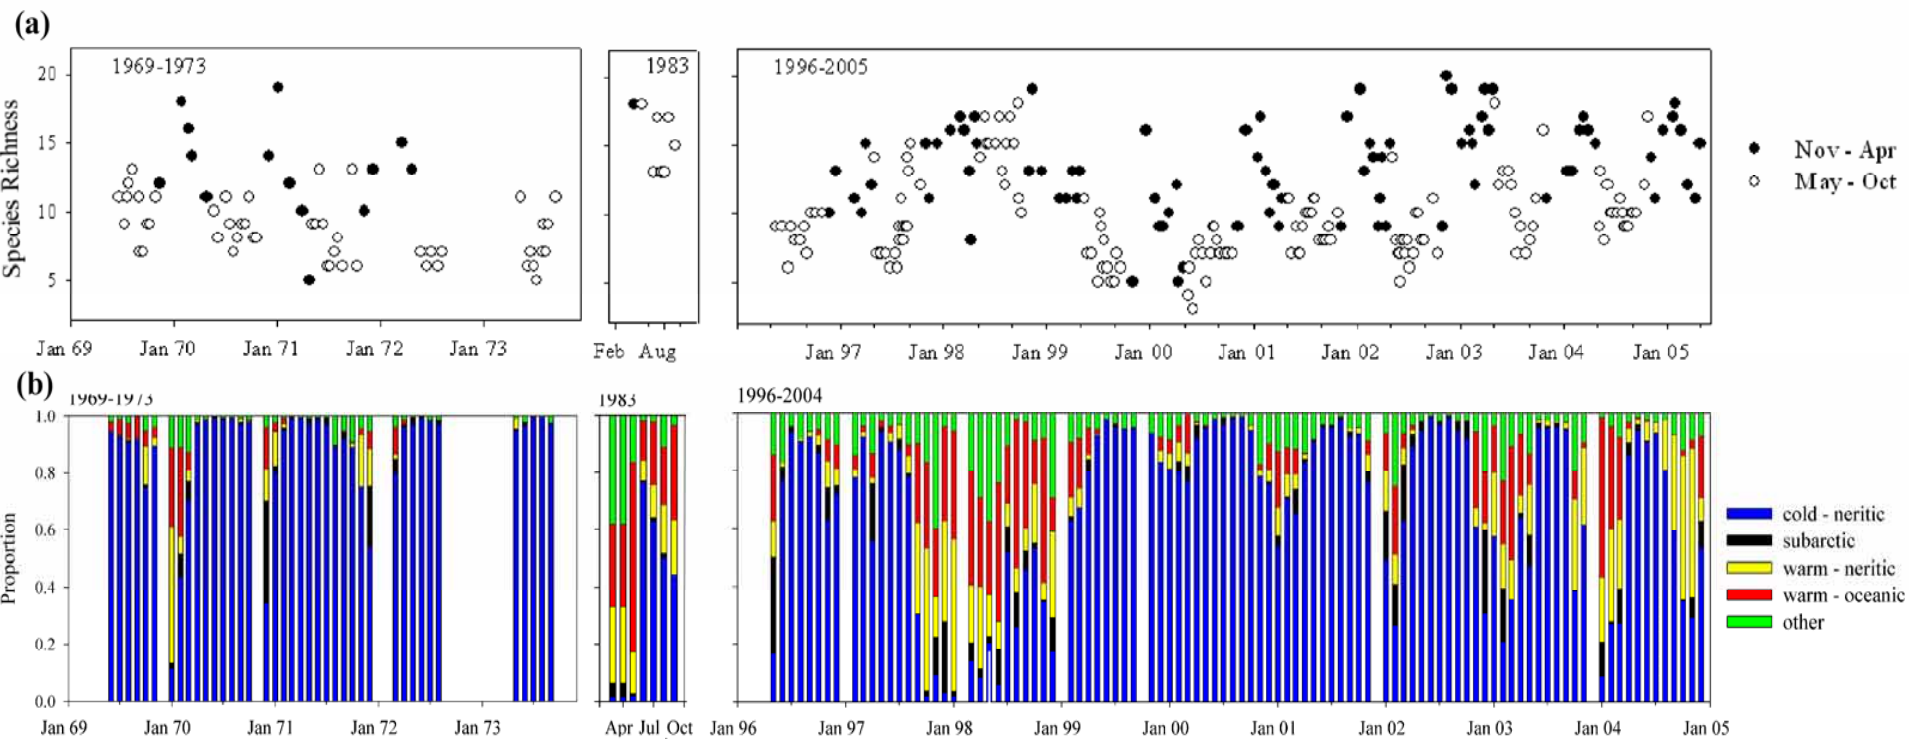 (a)
1969-1973
1983
1996-2005
20
15
10
5
Species Richness
Nov - Apr
May - Oct
Jan 69
Jan 70
Jan 71
Jan 72
Jan 73
Feb
Aug
Jan 97
Jan 98
Jan 99
Jan 00
Jan 01
Jan 02
Jan 03
Jan 04
Jan 05
(b)
1969-1973
1983
1996-2004
1.0
0.8
0.6
0.4
0.2
0.0
Proportion
cold - neritic
subarctic
warm - neritic
warm - oceanic
other
Jan 69
Jan 70
Jan 71
Jan 72
Jan 73
Apr
Jul
Oct
Jan 96
Jan 97
Jan 98
Jan 99
Jan 00
Jan 01
Jan 02
Jan 03
Jan 04
Jan 05